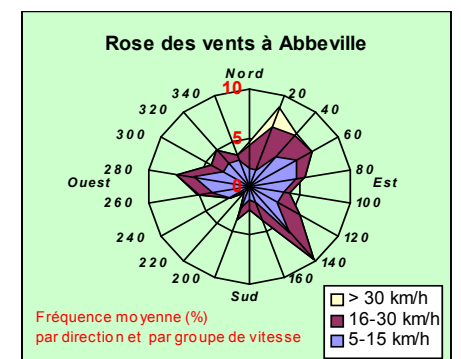 Rose des vents à Abbeville
Nord
10
20
340
40
320
5
60
300
80
280
Ouest
0
Est
260
100
240
120
220
140
200
160
Sud
> 30 km/h
16-30 km/h
5-15 km/h
Fréquence moyenne (%)
par direction et par groupe de vitesse